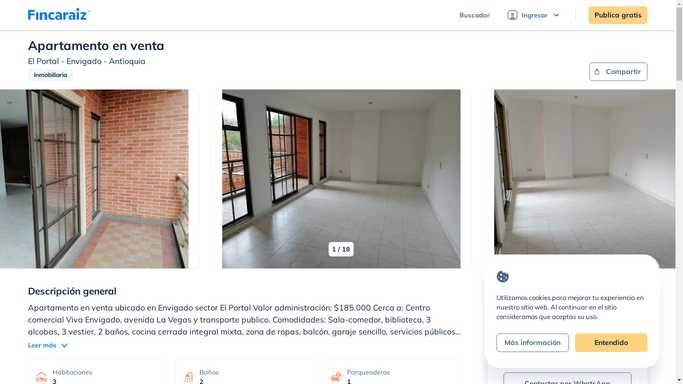 Fincaraiz
Buscador
Ingresar
Publica gratis
Apartamento en venta
El Portal - Envigado - Antioquia
Inmobiliaria
Compartir
1 / 18
Descripción general
Apartamento en venta ubicado en Envigado sector El Portal Valor administración: $185.000 Cerca a: Centro
comercial Viva Envigado, avenida La Vegas y transporte publico. Comodidades: Sala-comedor, biblioteca, 3
alcobas, 3 vestier, 2 baños, cocina cerrada integral mixta, zona de ropas, balcón, garaje sencillo, servicios públicos...
Leer más
Habitaciones
3
Baños
2
Parqueaderos
1
Utilizamos cookies para mejorar tu experiencia en
nuestro sitio web. Al continuar en el sitio
consideramos que aceptas su uso.
Más información
Entendido
Contactar por WhatsApp